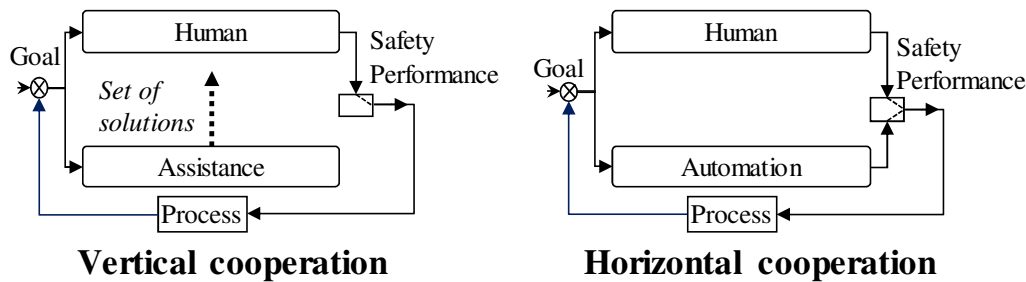 Human
Goal
Safety
Performance
Set of
solutions
Assistance
Process
Vertical cooperation
Human
Goal
Safety
Performance
Automation
Process
Horizontal cooperation